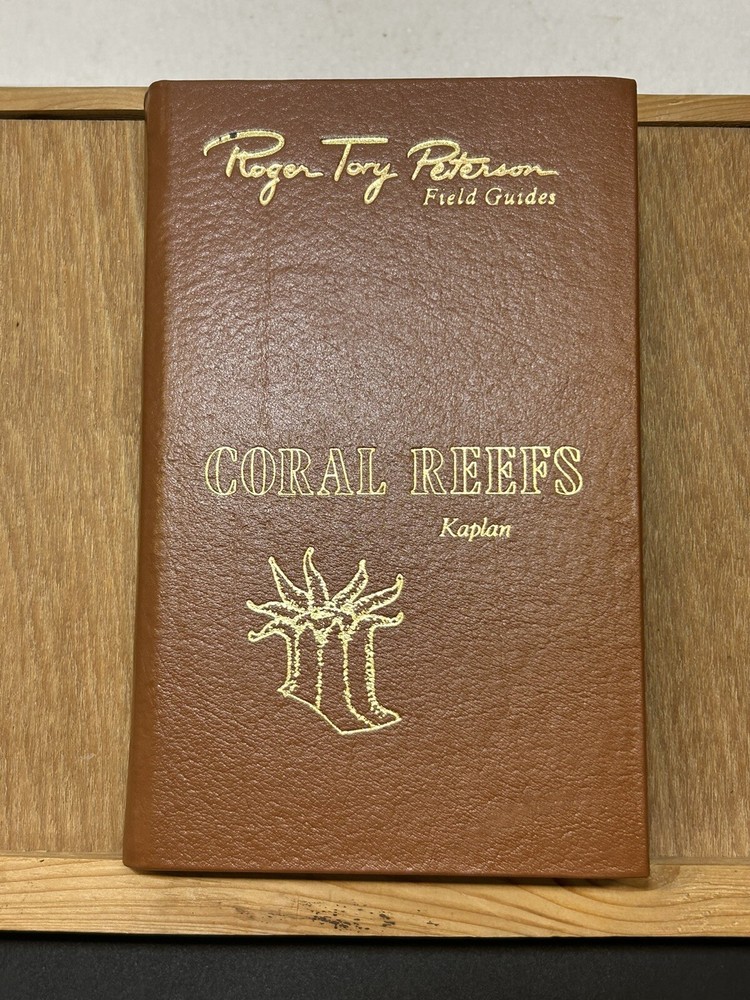 Roger Tory Peterson
Field Guides
CORAL REEFS
Kaplan